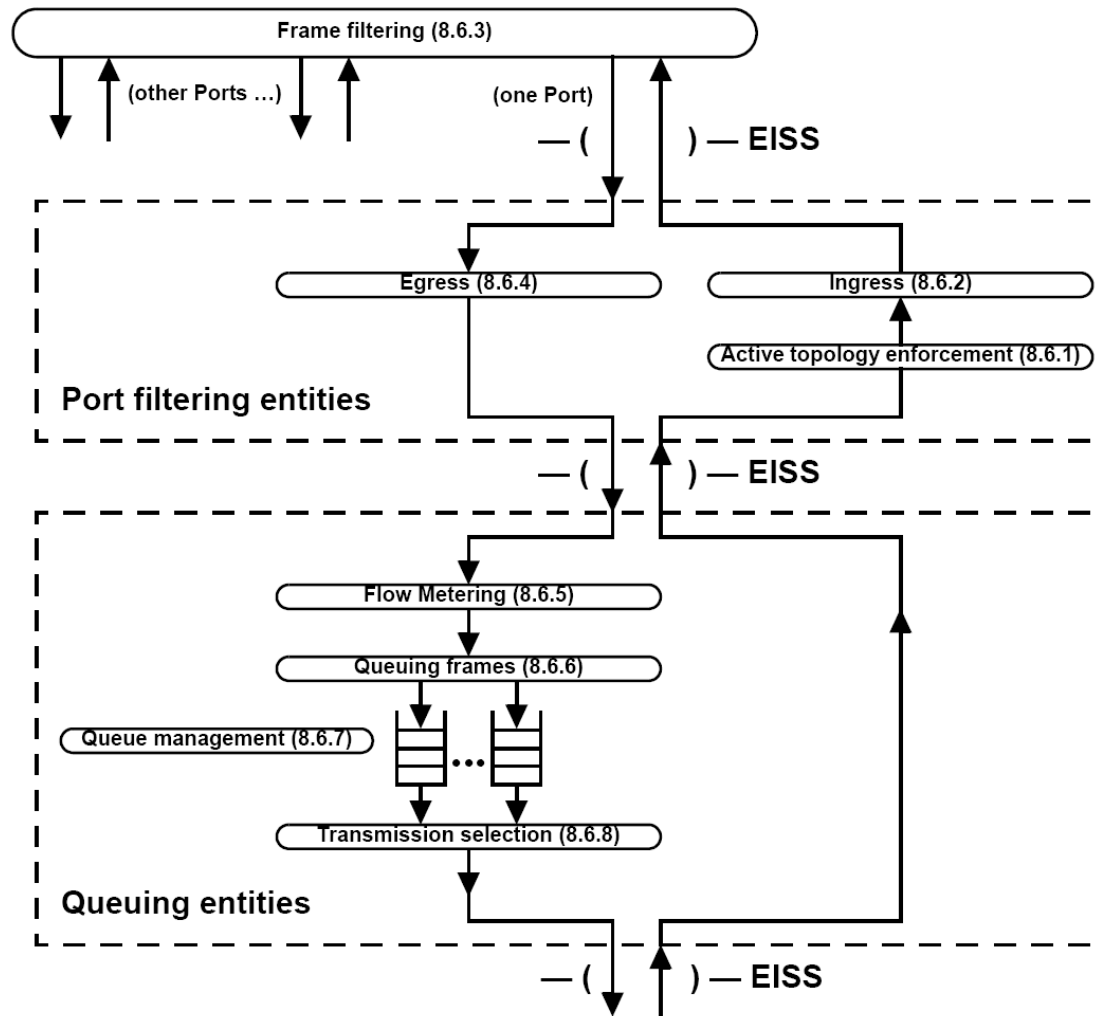 Frame filtering (8.6.3)
(other Ports ...)
(one Port)
— ( ) — EISS
Egress (8.6.4)
Ingress (8.6.2)
Active topology enforcement (8.6.1)
Port filtering entities
— ( ) — EISS
Flow Metering (8.6.5)
Queuing frames (8.6.6)
Queue management (8.6.7)
...
Transmission selection (8.6.8)
Queuing entities
— ( ) — EISS